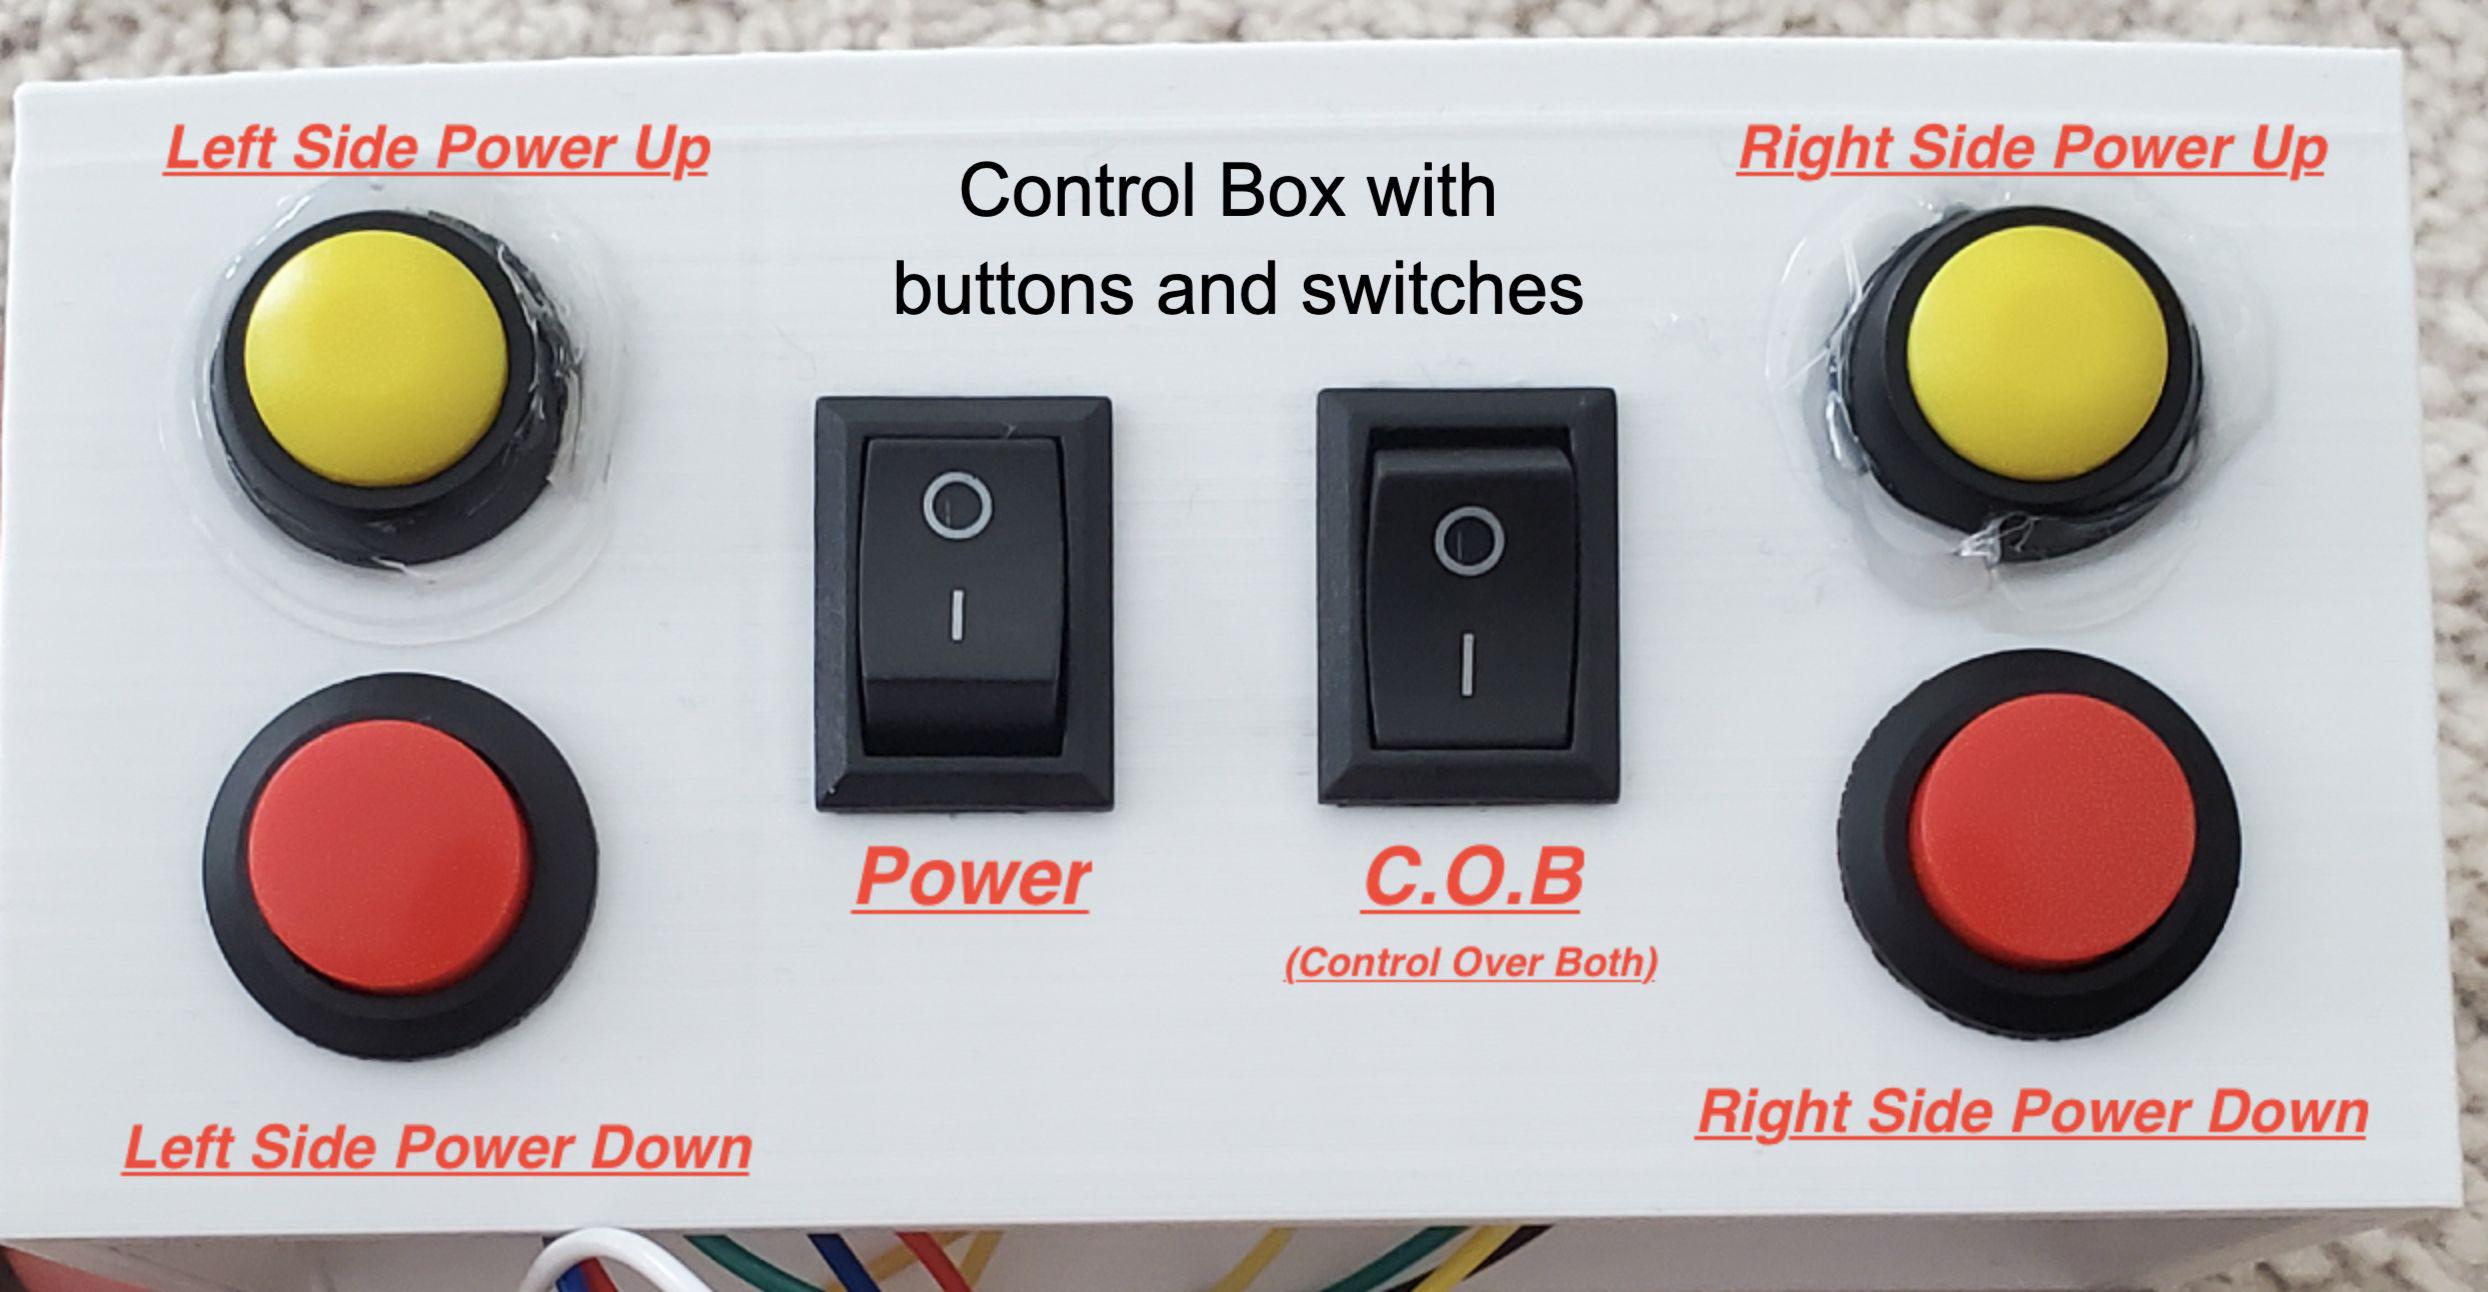 Left Side Power Up
Right Side Power Up
Control Box with
buttons and switches
Power
C.O.B
(Control Over Both)
Left Side Power Down
Right Side Power Down